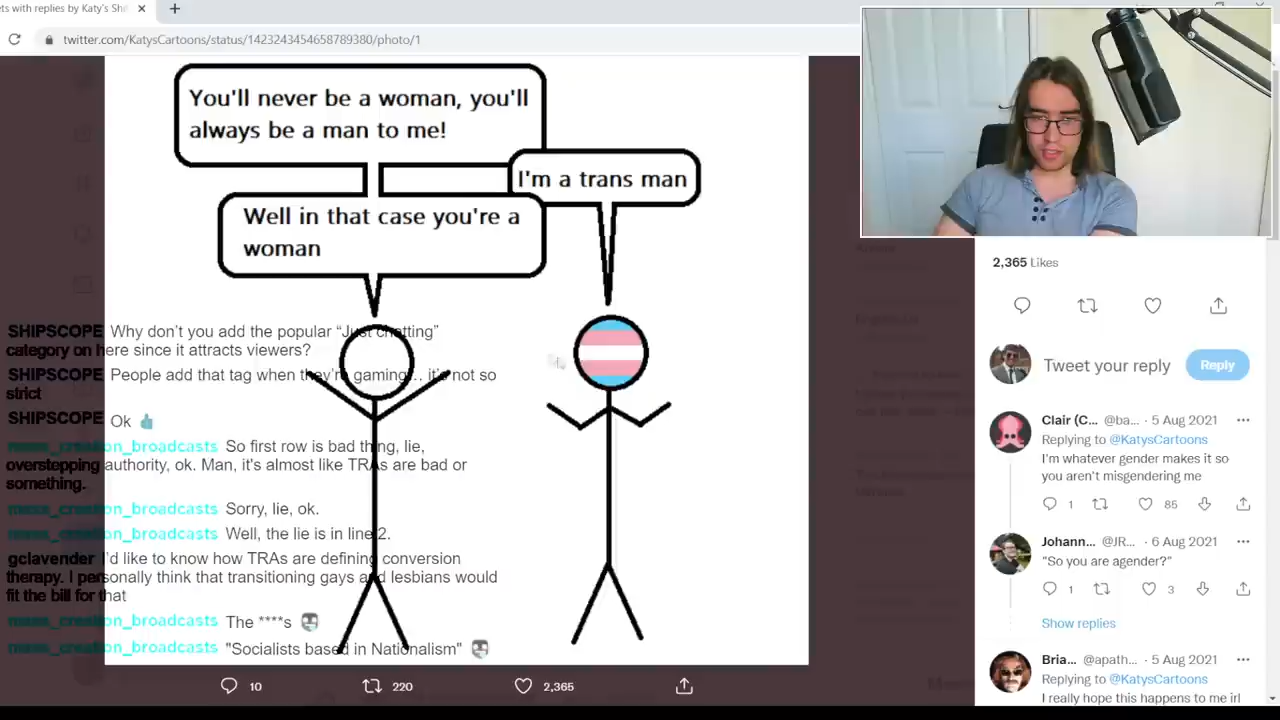 ets with replies by Katy's Shi
twitter.com/KatysCartoons/status/1423243454658789380/photo/1
You'll never be a woman, you'll
always be a man to me!
I'm a trans man
Well in that case you're a
woman
SHIPSCOPE Why don't you add the popular "Just chatting"
category on here since it attracts viewers?
SHIPSCOPE People add that tag when they're gaming... it's not so
strict
SHIPSCOPE Ok 👍
mass_creation_broadcasts So first row is bad thing, lie,
overstepping authority, ok. Man, it's almost like TRAs are bad or
something.
mass_creation_broadcasts Sorry, lie, ok.
mass_creation_broadcasts Well, the lie is in line 2.
gclavender I'd like to know how TRAs are defining conversion
therapy. I personally think that transitioning gays and lesbians would
fit the bill for that
mass_creation_broadcasts The ****s
mass_creation_broadcasts "Socialists based in Nationalism"
10
220
2,365
2,365 Likes
Tweet your reply
Reply
Clair (C... @ba... · 5 Aug 2021 ···
Replying to @KatysCartoons
I'm whatever gender makes it so
you aren't misgendering me
1
85
Johann... @JR... · 6 Aug 2021 ···
"So you are agender?"
1
3
Show replies
Bria... @apath... · 5 Aug 2021 ···
Replying to @KatysCartoons
I really hope this happens to me irl